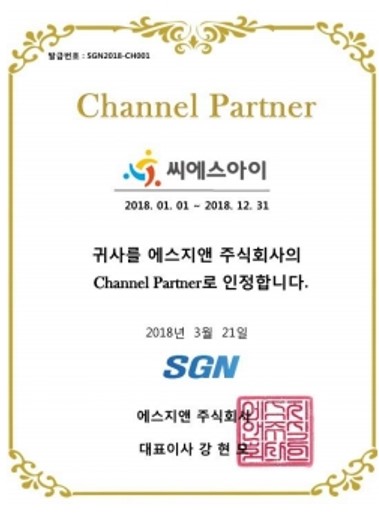 발급번호 : SGN2018-CH001
Channel Partner
씨에스아이
2018. 01. 01 ~ 2018. 12. 31
귀사를 에스지앤 주식회사의
Channel Partner로 인정합니다.
2018년 3월 21일
SGN
에스지앤 주식회사
대표이사 강 현 모